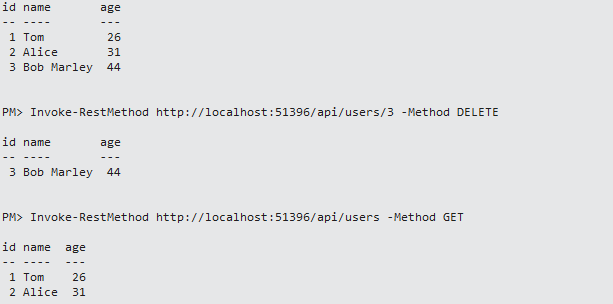 id name       age
-- ----       ---
 1 Tom         26
 2 Alice       31
 3 Bob Marley  44
PM> Invoke-RestMethod http://localhost:51396/api/users/3 -Method DELETE
id name       age
-- ----       ---
 3 Bob Marley  44
PM> Invoke-RestMethod http://localhost:51396/api/users -Method GET
id name  age
-- ----  ---
 1 Tom    26
 2 Alice  31